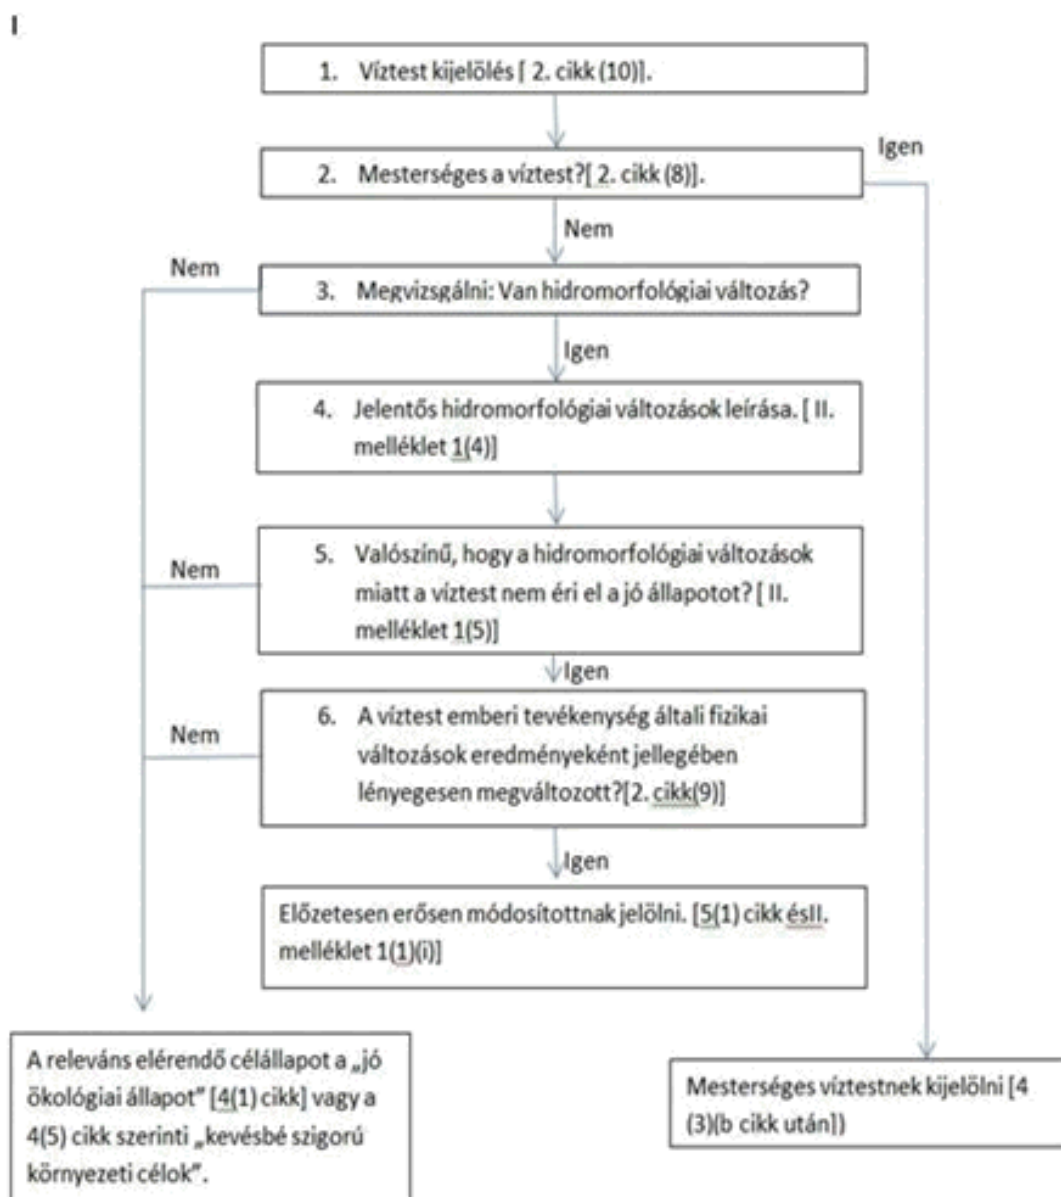 I
1. Víztest kijelölés [ 2. cikk (10)].
Igen
2. Mesterséges a víztest?[ 2. cikk (8)].
Nem
Nem
3. Megvizsgálni: Van hidromorfológiai változás?
Igen
4. Jelentős hidromorfológiai változások leírása. [ II.
melléklet 1(4)]
Nem
5. Valószínű, hogy a hidromorfológiai változások
miatt a víztest nem éri el a jó állapotot? [ II.
melléklet 1(5)]
Igen
Nem
6. A víztest emberi tevékenység általi fizikai
változások eredményeként jellegében
lényegesen megváltozott?[2. cikk(9)]
Igen
Előzetesen erősen módosítottnak jelölni. [5(1) cikk ésII.
melléklet 1(1)(i)]
A releváns elérendő célállapot a „jó
ökológiai állapot” [4(1) cikk] vagy a
4(5) cikk szerinti „kevésbé szigorú
környezeti célok”.
Mesterséges víztestnek kijelölni [4
(3)(b cikk után])